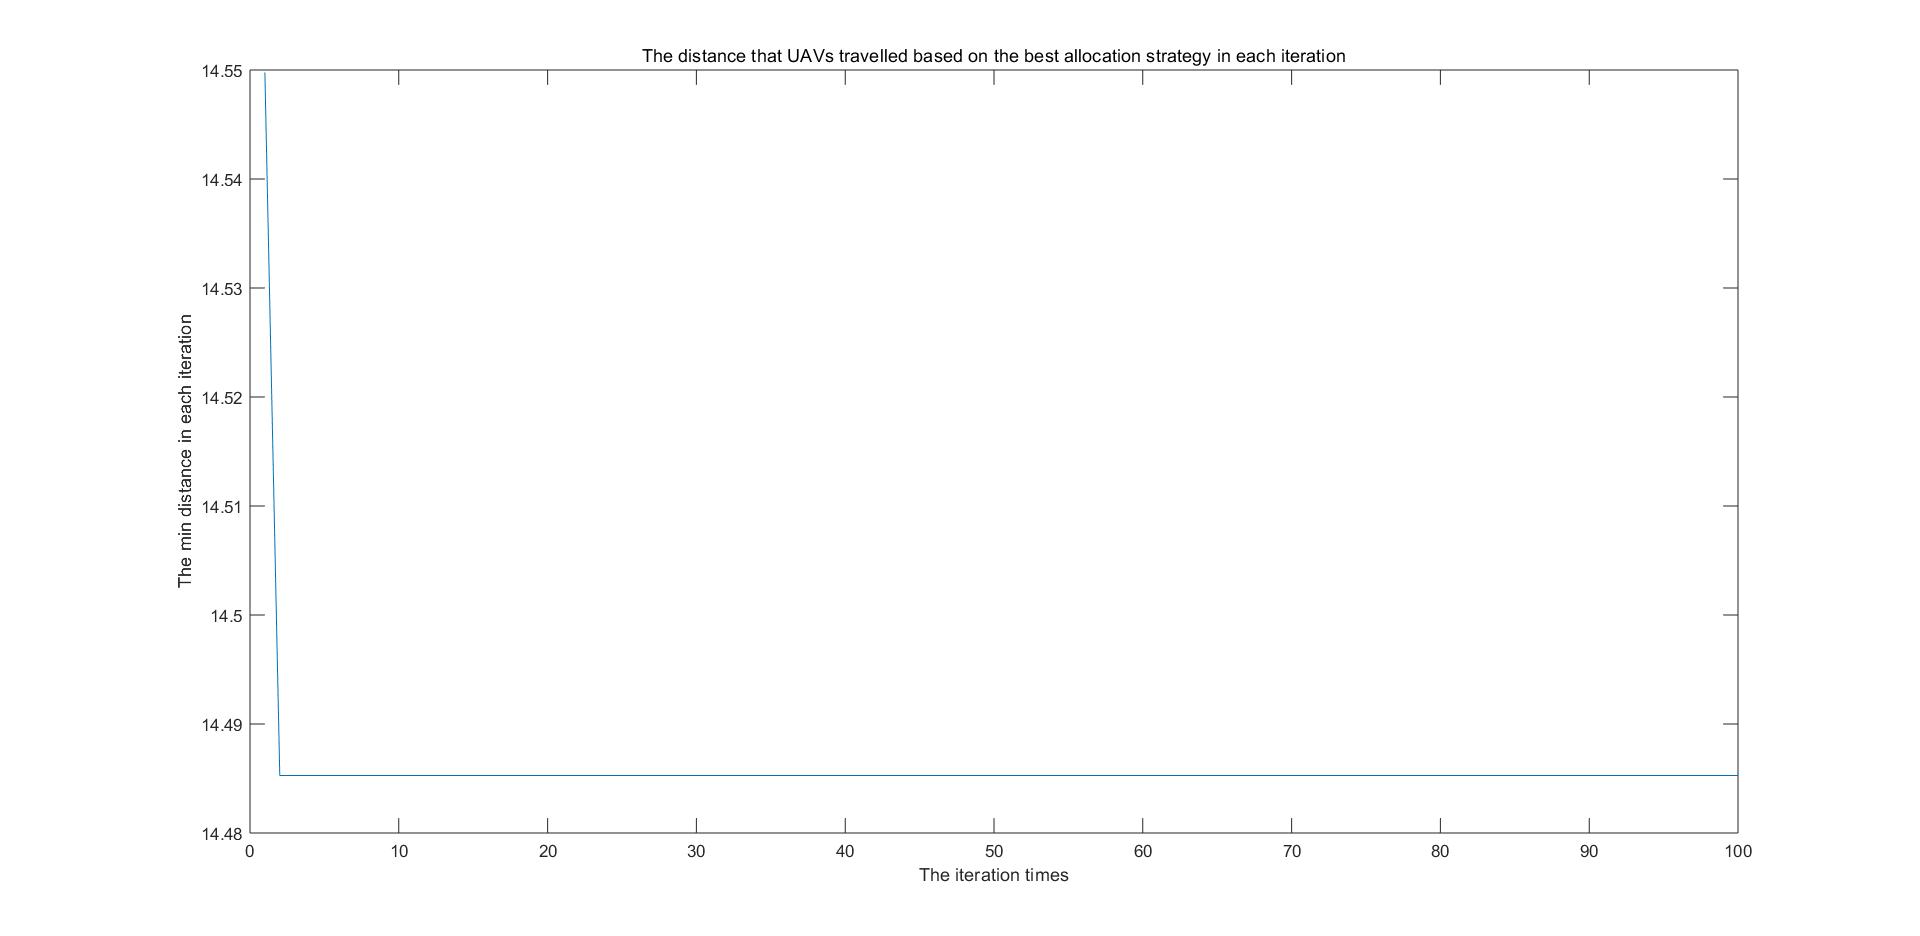 The distance that UAVs travelled based on the best allocation strategy in each iteration
14.55
14.54
14.53
14.52
14.51
14.5
14.49
14.48
The min distance in each iteration
0 10 20 30 40 50 60 70 80 90 100
The iteration times